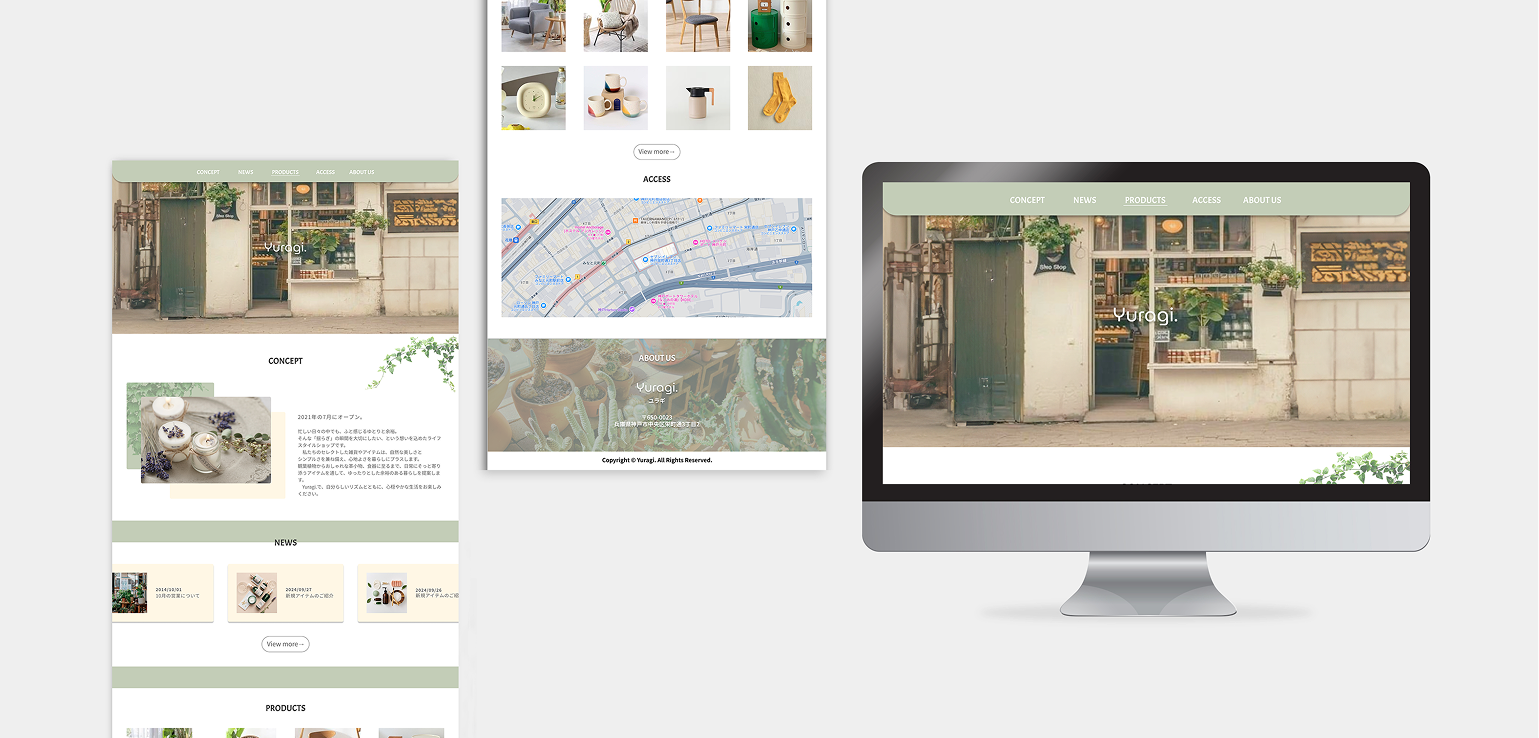 CONCEPT NEWS PRODUCTS ACCESS ABOUT US
Shio Stop
Yuragi.
CONCEPT
2021年の7月にオープン。
忙しい日々の中でも、ふと感じるゆとりと余裕。
そんな「揺らぎ」の瞬間を大切にしたい、という想いを込めたライフ
スタイルショップです。
私たちのセレクトした雑貨やアイテムは、自然な美しさと
シンプルさを兼ね備え、心地よさを暮らしにプラスします。
観葉植物からおしゃれな茶小物、食器に至るまで、日常にそっと寄り
添うアイテムを通して、ゆったりとした余裕のある暮らしを提案しま
す。
Yuragi.で、自分らしいリズムとともに、心穏やかな生活をお楽しみ
ください。
NEWS
2014/10/01
10月の営業について
2024/09/27
新規アイテムのご紹介
2024/09/26
新規アイテムのご紹
View more→
PRODUCTS
View more→
ACCESS
ABOUT US
Yuragi.
ユラギ
〒650-0023
兵庫県神戸市中央区栄町通3丁目2
Copyright © Yuragi. All Rights Reserved.
CONCEPT NEWS PRODUCTS ACCESS ABOUT US
Shio Stop
Yuragi.